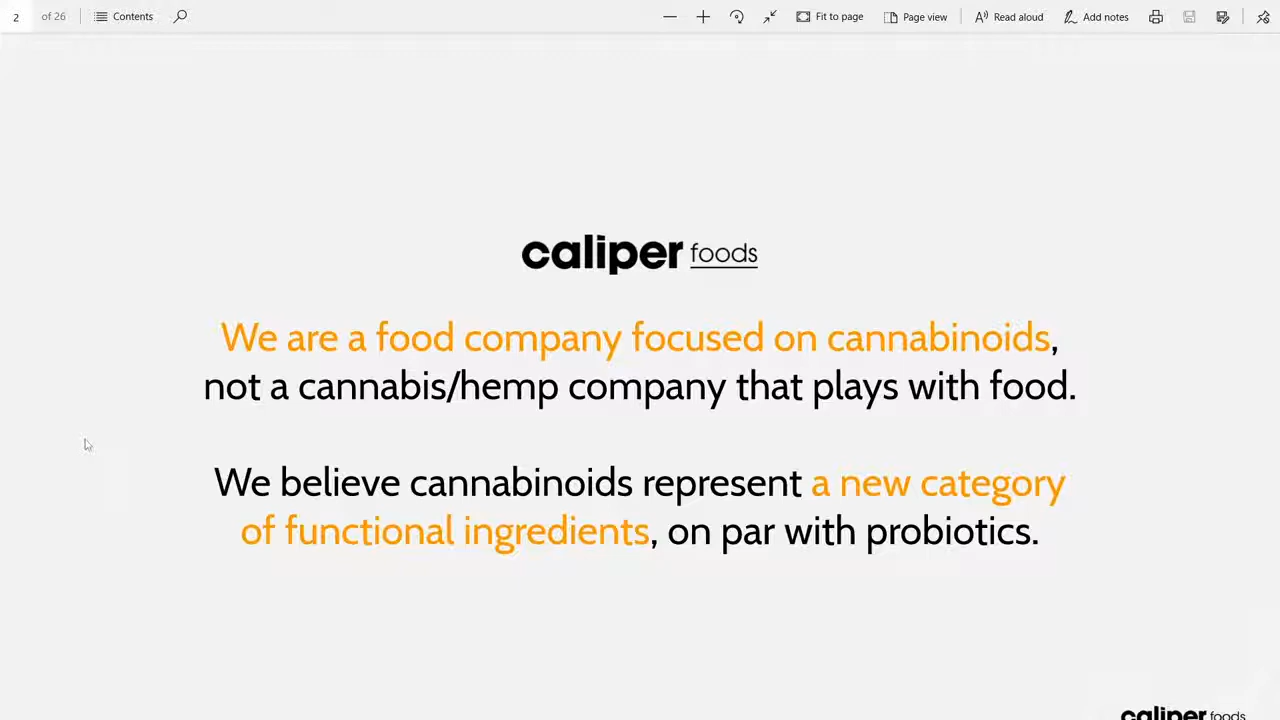 2 of 26 Contents Fit to page Page view Read aloud Add notes
caliper foods
We are a food company focused on cannabinoids,
not a cannabis/hemp company that plays with food.
We believe cannabinoids represent a new category
of functional ingredients, on par with probiotics.
caliper foods